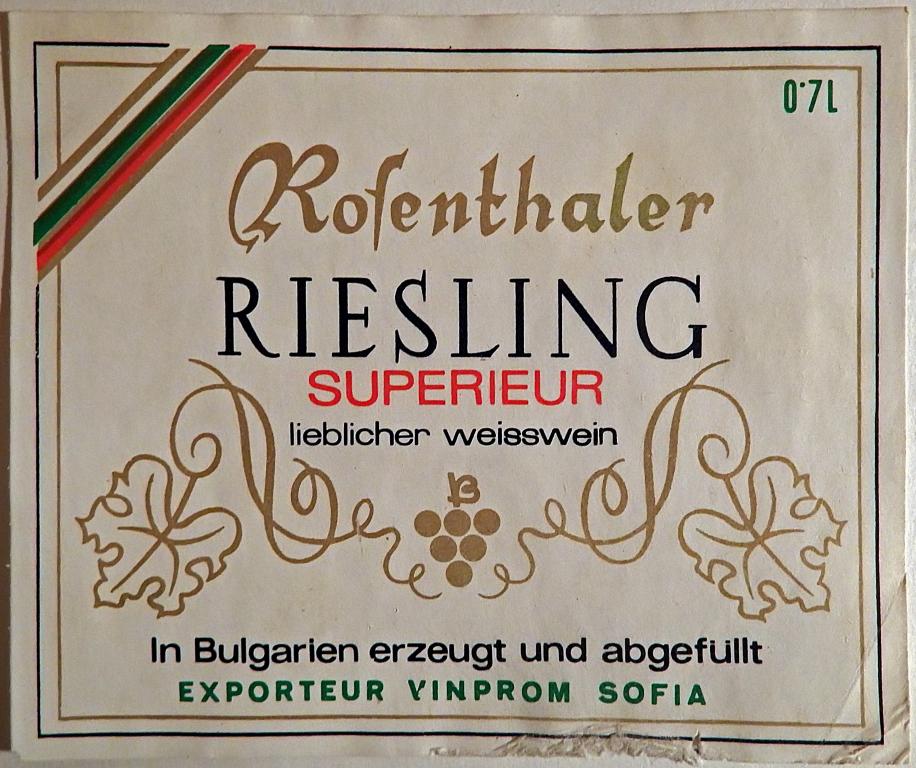 0.7L
Rosenthaler
RIESLING
SUPERIEUR
lieblicher weisswein
B
In Bulgarien erzeugt und abgefüllt
EXPORTEUR VINPROM SOFIA